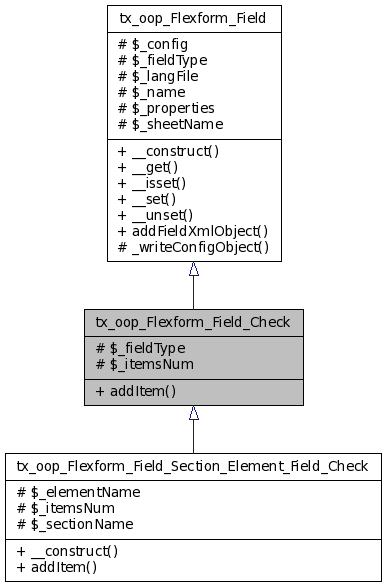 tx_oop_Flexform_Field
# $_config
# $_fieldType
# $_langFile
# $_name
# $_properties
# $_sheetName
+ __construct()
+ __get()
+ __isset()
+ __set()
+ __unset()
+ addFieldXmlObject()
# _writeConfigObject()
tx_oop_Flexform_Field_Check
# $_fieldType
# $_itemsNum
+ addItem()
tx_oop_Flexform_Field_Section_Element_Field_Check
# $_elementName
# $_itemsNum
# $_sectionName
+ __construct()
+ addItem()